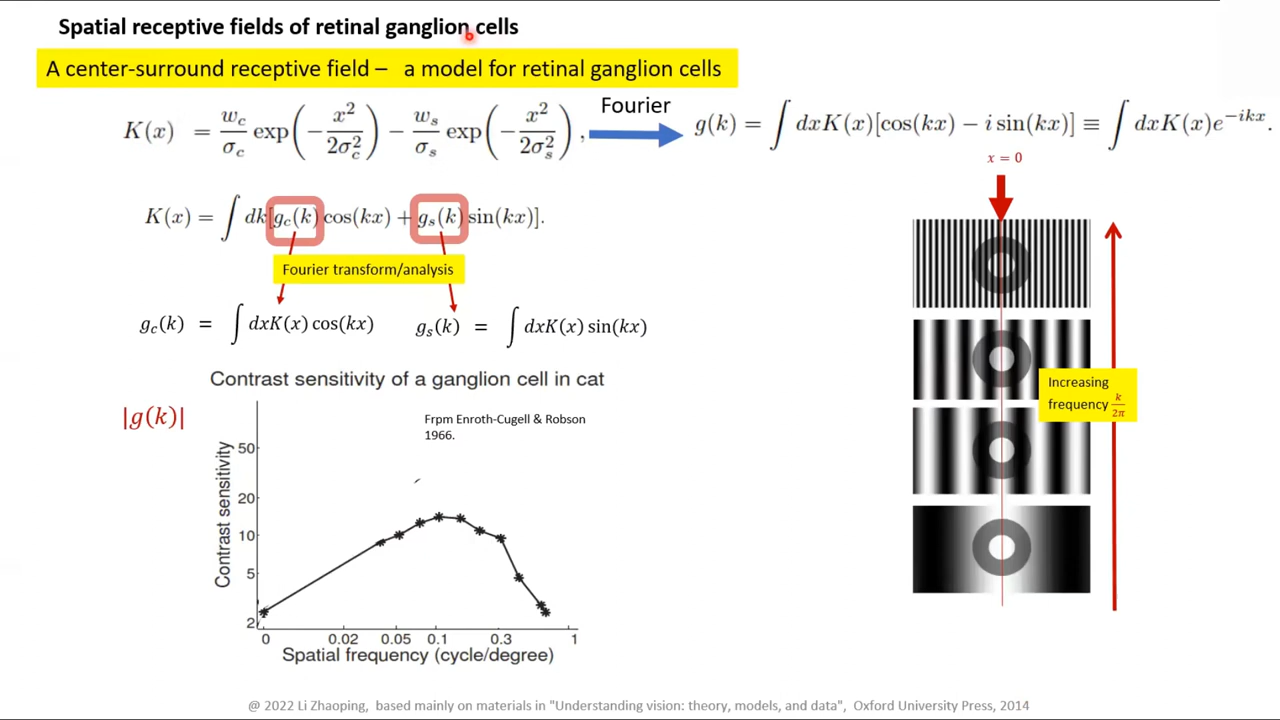 Spatial receptive fields of retinal ganglion cells
A center-surround receptive field – a model for retinal ganglion cells
K(x) = w_c/σ_c exp(−x²/2σ_c²) − w_s/σ_s exp(−x²/2σ_s²),
Fourier
g(k) = ∫ dxK(x)[cos(kx) − i sin(kx)] ≡ ∫ dxK(x)e^{−ikx}.
x = 0
K(x) = ∫ dk[g_c(k) cos(kx) + g_s(k) sin(kx)].
Fourier transform/analysis
g_c(k) = ∫ dxK(x) cos(kx)
g_s(k) = ∫ dxK(x) sin(kx)
Increasing
frequency k/2π
Contrast sensitivity of a ganglion cell in cat
|g(k)|
Frpm Enroth-Cugell & Robson
1966.
Contrast sensitivity
50
20
10
5
2
0 0.02 0.05 0.1 0.3 1
Spatial frequency (cycle/degree)
@ 2022 Li Zhaoping, based mainly on materials in "Understanding vision: theory, models, and data", Oxford University Press, 2014